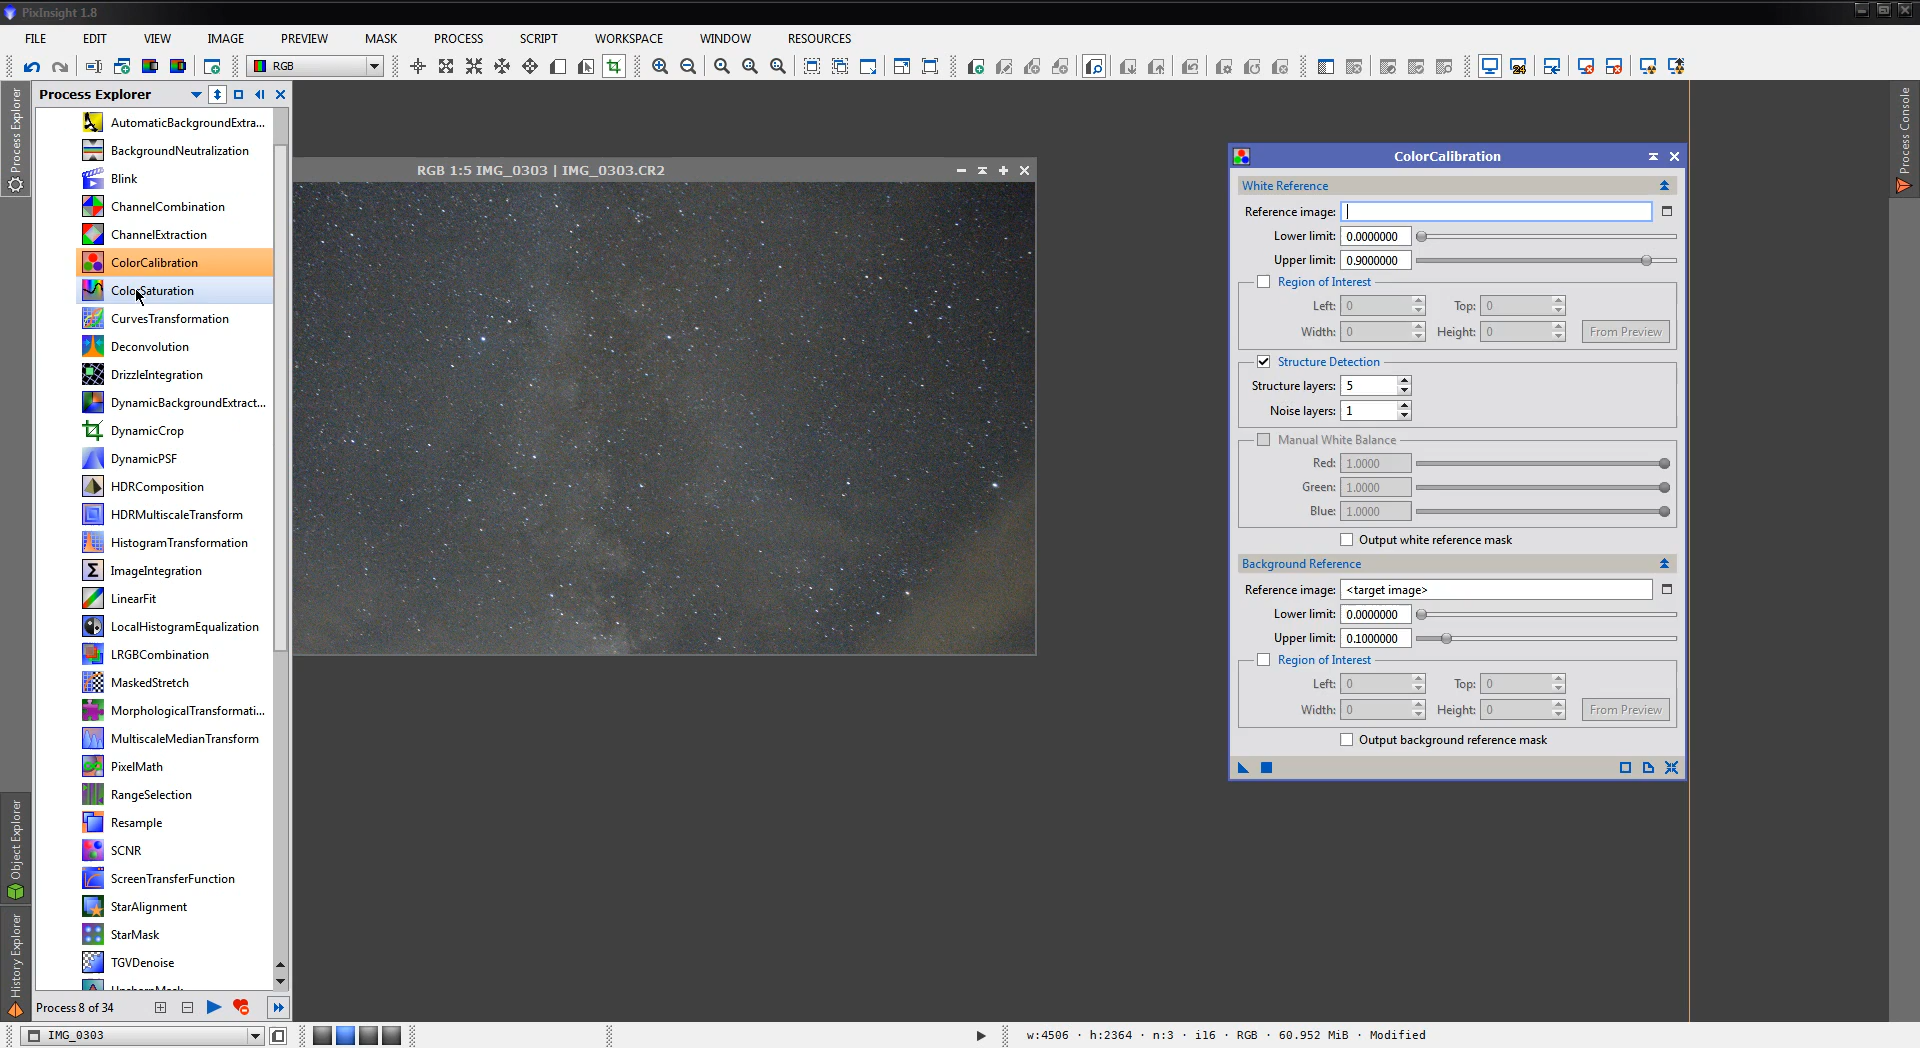 PixInsight 1.8
FILE EDIT VIEW IMAGE PREVIEW MASK PROCESS SCRIPT WORKSPACE WINDOW RESOURCES
RGB
24
Process Explorer
Process Explorer
AutomaticBackgroundExtra...
BackgroundNeutralization
Blink
ChannelCombination
ChannelExtraction
ColorCalibration
ColorSaturation
CurvesTransformation
Deconvolution
DrizzleIntegration
DynamicBackgroundExtract...
DynamicCrop
DynamicPSF
HDRComposition
HDRMultiscaleTransform
HistogramTransformation
ImageIntegration
LinearFit
LocalHistogramEqualization
LRGBCombination
MaskedStretch
MorphologicalTransformati...
MultiscaleMedianTransform
PixelMath
RangeSelection
Resample
SCNR
ScreenTransferFunction
StarAlignment
StarMask
TGVDenoise
Process 8 of 34
Object Explorer
History Explorer
RGB 1:5 IMG_0303 | IMG_0303.CR2
ColorCalibration
White Reference
Reference image:
Lower limit: 0.0000000
Upper limit: 0.9000000
Region of Interest
Left: 0 Top: 0
Width: 0 Height: 0 From Preview
Structure Detection
Structure layers: 5
Noise layers: 1
Manual White Balance
Red: 1.0000
Green: 1.0000
Blue: 1.0000
Output white reference mask
Background Reference
Reference image: <target image>
Lower limit: 0.0000000
Upper limit: 0.1000000
Region of Interest
Left: 0 Top: 0
Width: 0 Height: 0 From Preview
Output background reference mask
Process Console
IMG_0303
w:4506 · h:2364 · n:3 · i16 · RGB · 60.952 MiB · Modified